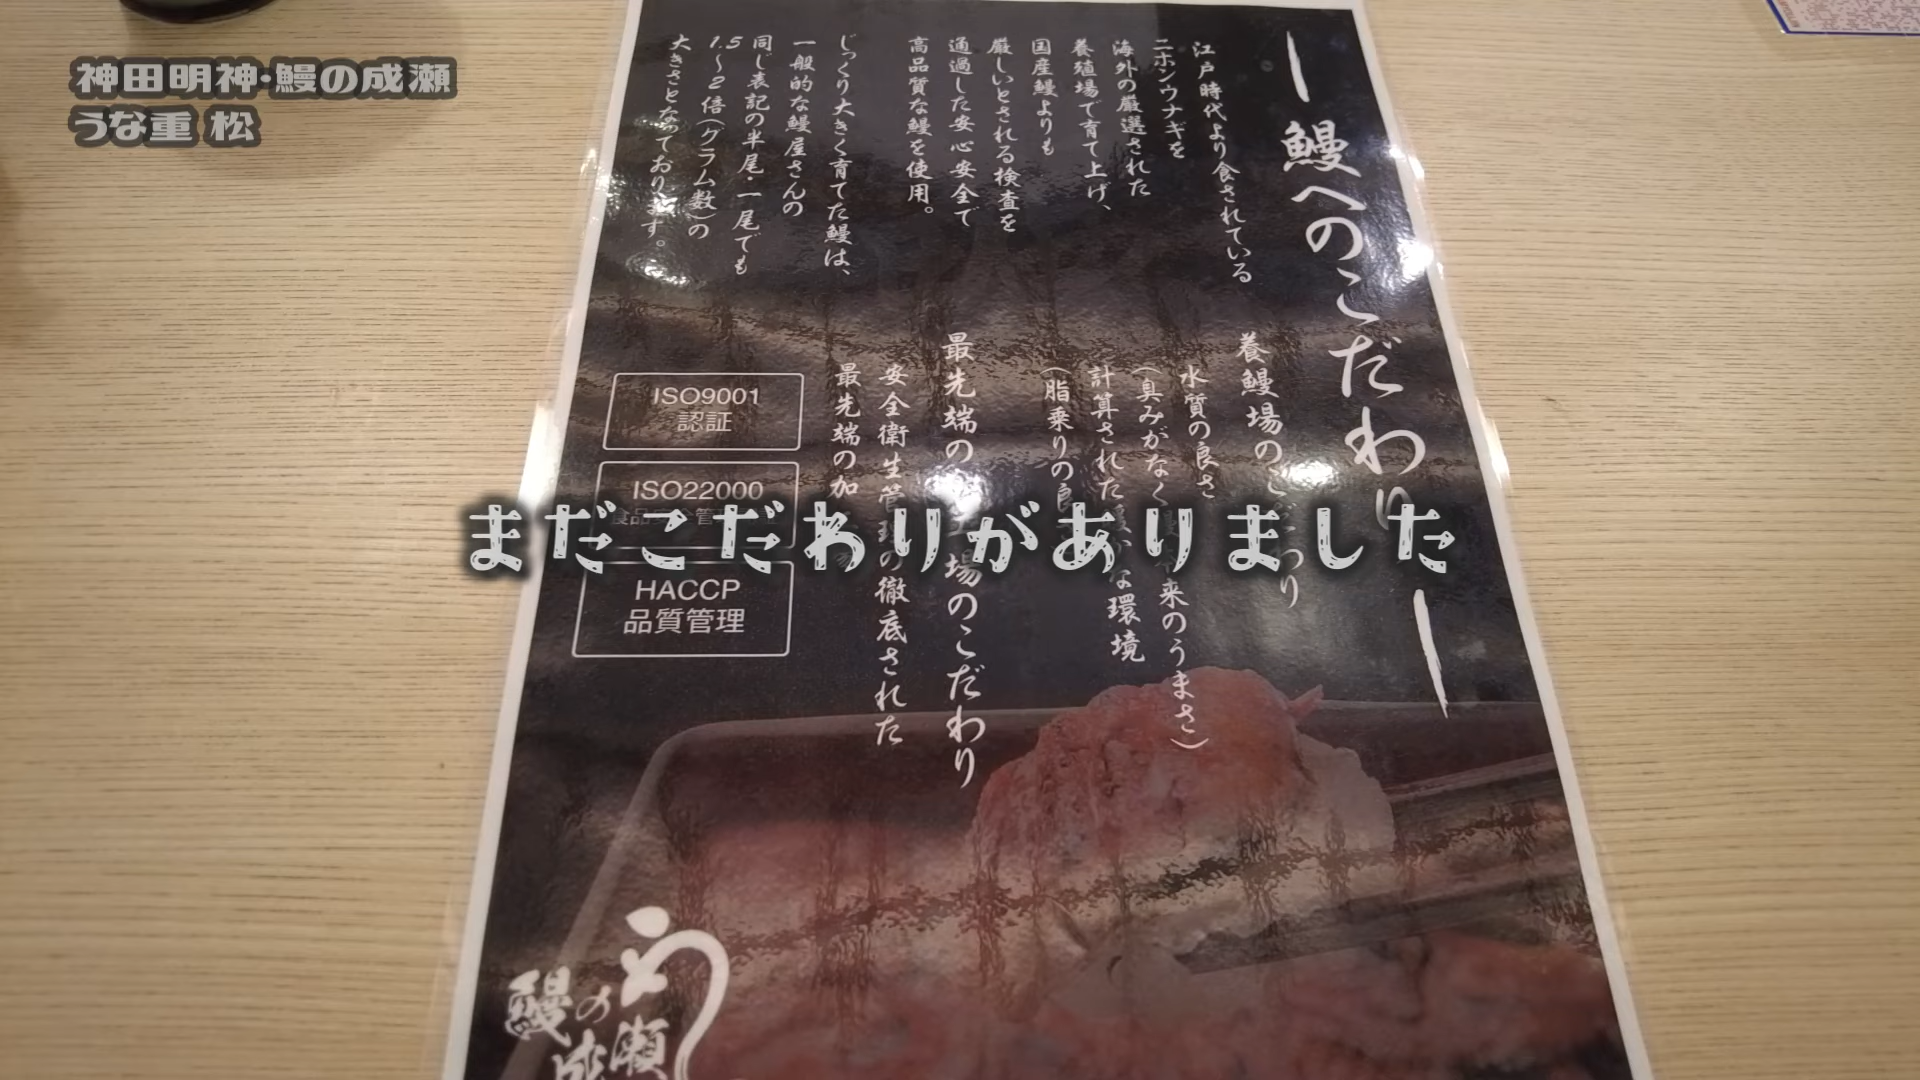 神田明神・鰻の成瀬
うな重 松
まだこだわりがありました
鰻へのこだわり
江戸時代より食されている
ニホンウナギを
海外の厳選された
養殖場で育て上げ、
国産鰻よりも
厳しいとされる検査を
通過した安心安全で
高品質な鰻を使用。
じっくり大きく育てた鰻は、
一般的な鰻屋さんの
同じ表記の半尾・一尾でも
1.5〜2倍(グラム数)の
大きさとなっております。
養鰻場のこだわり
水質の良さ
(臭みがなく 来のうまさ)
計算された な環境
(脂乗りの良
最先端の 場のこだわり
安全衛生管理の徹底された
最先端の加
ISO9001
認証
ISO22000
HACCP
品質管理
鰻の成瀬